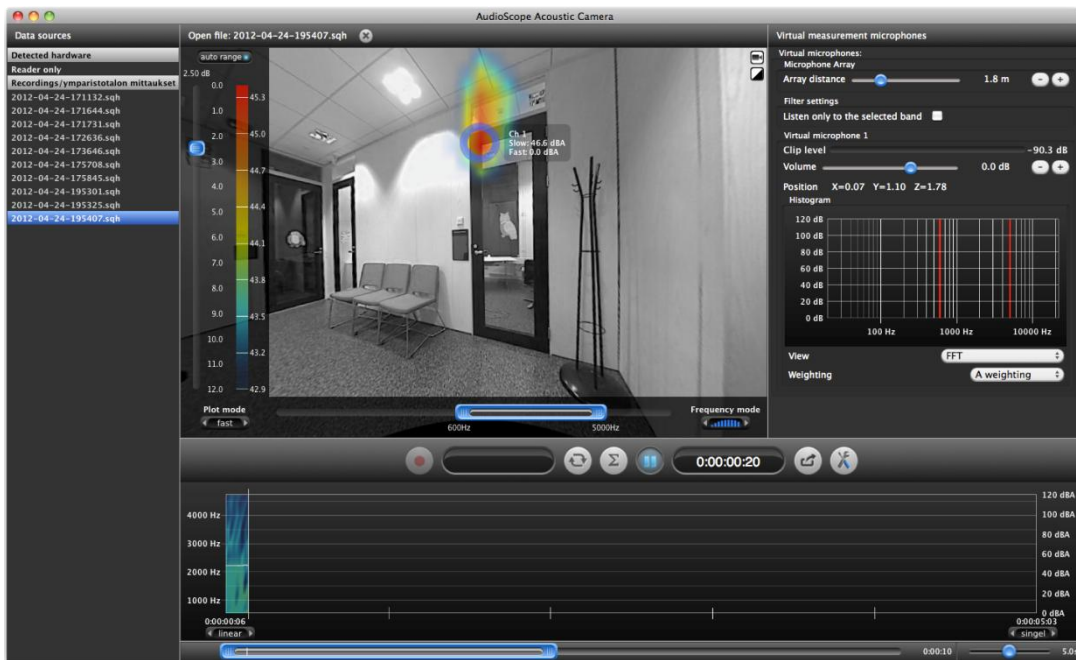 AudioScope Acoustic Camera
Data sources
Open file: 2012-04-24-195407.sqh
Virtual measurement microphones
Detected hardware
Reader only
Recordings/ymparistotalon mittaukset
2012-04-24-171132.sqh
2012-04-24-171644.sqh
2012-04-24-171731.sqh
2012-04-24-172636.sqh
2012-04-24-173646.sqh
2012-04-24-175708.sqh
2012-04-24-175845.sqh
2012-04-24-195301.sqh
2012-04-24-195325.sqh
2012-04-24-195407.sqh
auto range
2.50 dB
0.0
1.0
2.0
3.0
4.0
5.0
6.0
7.0
8.0
9.0
10.0
11.0
12.0
45.3
45.0
44.7
44.4
44.1
43.8
43.5
43.2
42.9
Ch 1
Slow: 46.6 dBA
Fast: 0.0 dBA
Plot mode
fast
600Hz
5000Hz
Frequency mode
Virtual microphones:
Microphone Array
Array distance 1.8 m - +
Filter settings
Listen only to the selected band
Virtual microphone 1
Clip level -90.3 dB
Volume 0.0 dB - +
Position X=0.07 Y=1.10 Z=1.78
Histogram
120 dB
100 dB
80 dB
60 dB
40 dB
20 dB
0 dB
100 Hz 1000 Hz 10000 Hz
View FFT
Weighting A weighting
Σ
0:00:00:20
4000 Hz
3000 Hz
2000 Hz
1000 Hz
120 dBA
100 dBA
80 dBA
60 dBA
40 dBA
20 dBA
0 dBA
0:00:00:06
0:00:05:03
linear
singel
0:00:10